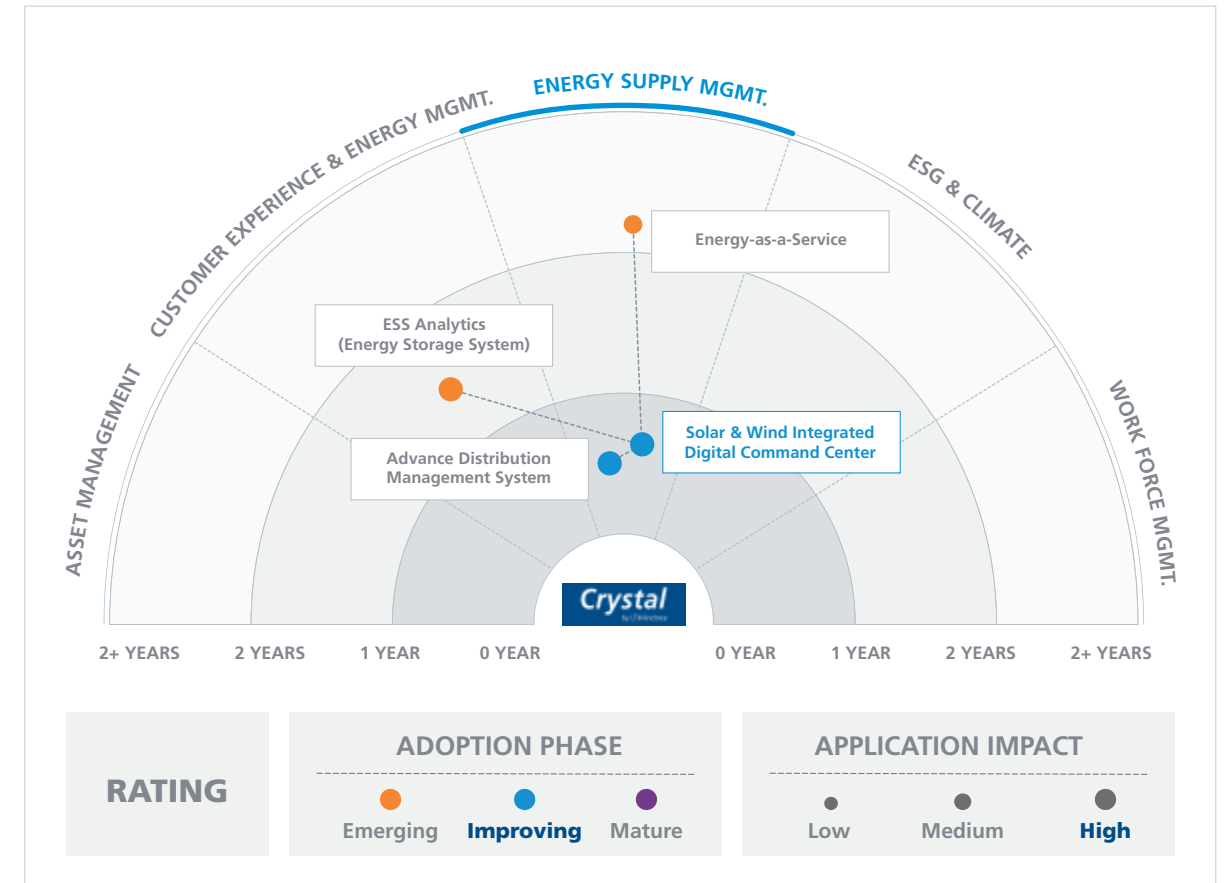 ENERGY SUPPLY MGMT.
CUSTOMER EXPERIENCE & ENERGY MGMT.
ESG & CLIMATE
ASSET MANAGEMENT
WORK FORCE MGMT.
Energy-as-a-Service
ESS Analytics
(Energy Storage System)
Solar & Wind Integrated
Digital Command Center
Advance Distribution
Management System
Crystal
2+ YEARS 2 YEARS 1 YEAR 0 YEAR 0 YEAR 1 YEAR 2 YEARS 2+ YEARS
RATING
ADOPTION PHASE
Emerging Improving Mature
APPLICATION IMPACT
Low Medium High